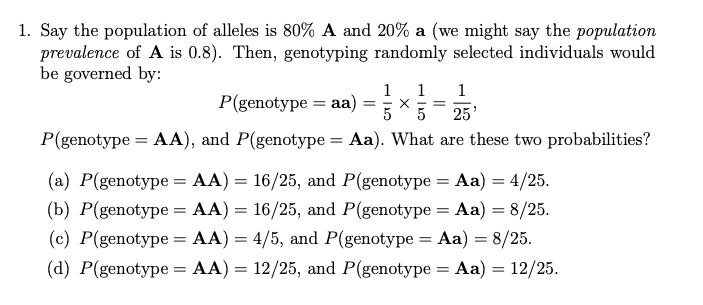 1. Say the population of alleles is 80% A and 20% a (we might say the population
prevalence of A is 0.8). Then, genotyping randomly selected individuals would
be governed by:
P(genotype = aa) = 1/5 × 1/5 = 1/25,
P(genotype = AA), and P(genotype = Aa). What are these two probabilities?
(a) P(genotype = AA) = 16/25, and P(genotype = Aa) = 4/25.
(b) P(genotype = AA) = 16/25, and P(genotype = Aa) = 8/25.
(c) P(genotype = AA) = 4/5, and P(genotype = Aa) = 8/25.
(d) P(genotype = AA) = 12/25, and P(genotype = Aa) = 12/25.